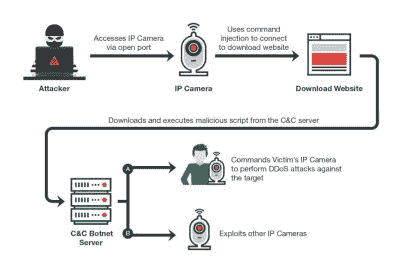 Accesses IP Camera
via open port
Uses command
injection to connect
to download website
Attacker
IP Camera
Download Website
Downloads and executes malicious script from the C&C server
A
Commands Victim's IP Camera
to perform DDoS attacks against
the target
C&C Botnet
Server
B
Exploits other IP Cameras